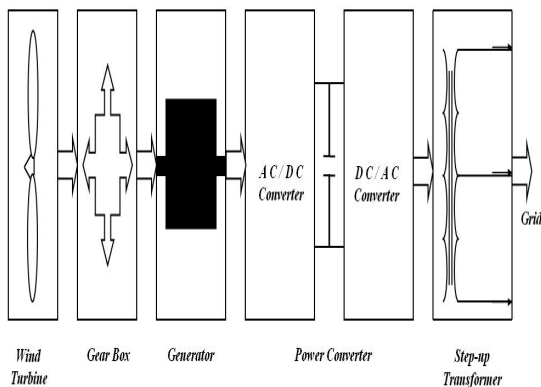 AC/DC
Converter
DC/AC
Converter
Grid
Wind
Turbine
Gear Box
Generator
Power Converter
Step-up
Transformer